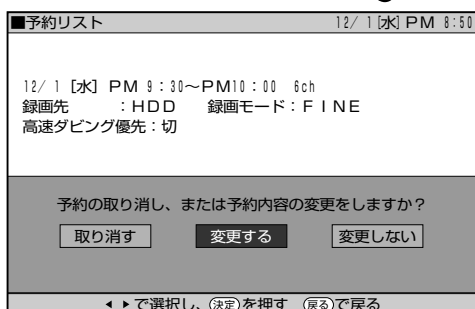 ■予約リスト 12/ 1[水] PM 8:50
12/ 1 [水] PM 9:30〜PM10:00 6ch
録画先 :HDD 録画モード:FINE
高速ダビング優先:切
予約の取り消し、または予約内容の変更をしますか?
取り消す 変更する 変更しない
◀ ▶ で選択し、決定を押す 戻るで戻る